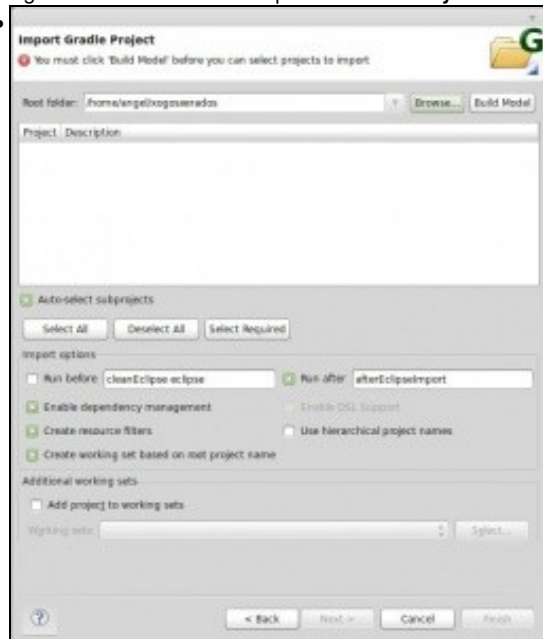 Import Gradle Project
You must click 'Build Model' before you can select projects to import
Root folder: /home/angel/xogosaerados Browse... Build Model
Project Description
Auto-select subprojects
Select All Deselect All Select Required
Import options
Run before cleanEclipse eclipse Run after afterEclipseImport
Enable dependency management Enable DSL Support
Create resource filters Use hierarchical project names
Create working set based on root project name
Additional working sets
Add project to working sets
Working sets: Select...
< Back Next > Cancel Finish